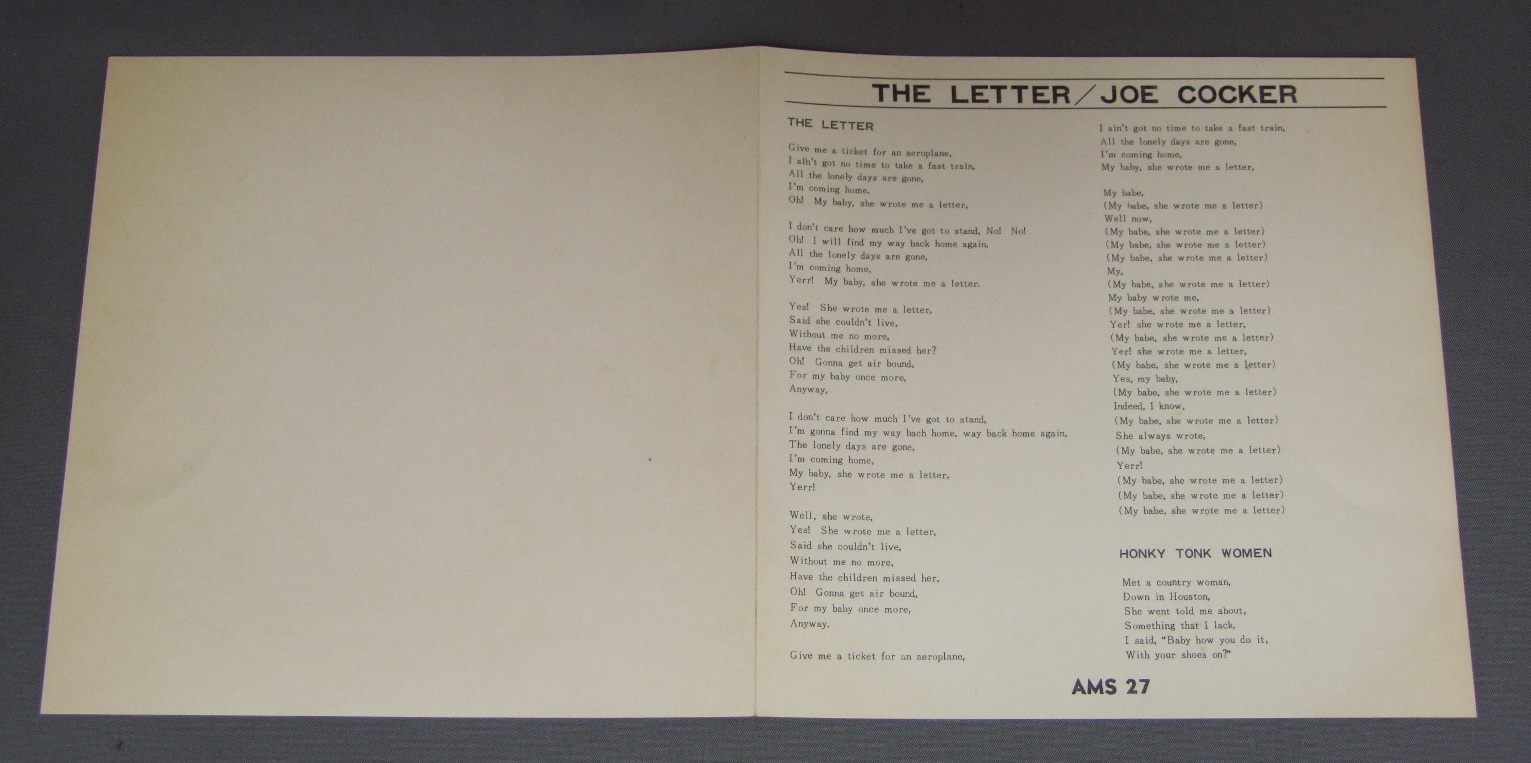 THE LETTER/JOE COCKER
THE LETTER
Give me a ticket for an aeroplane,
I ain't got no time to take a fast train,
All the lonely days are gone,
I'm coming home,
Oh! My baby, she wrote me a letter,
I don't care how much I've got to stand, No! No!
Oh! I will find my way back home again,
All the lonely days are gone,
I'm coming home,
Yerr! My baby, she wrote me a letter.
Yes! She wrote me a letter,
Said she couldn't live,
Without me no more,
Have the children missed her?
Oh! Gonna get air bound,
For my baby once more,
Anyway,
I don't care how much I've got to stand,
I'm gonna find my way bach home, way back home again,
The lonely days are gone,
I'm coming home,
My baby, she wrote me a letter,
Yerr!
Well, she wrote,
Yes! She wrote me a letter,
Said she couldn't live,
Without me no more,
Have the children missed her,
Oh! Gonna get air bound,
For my baby once more,
Anyway.
Give me a ticket for an aeroplane,
I ain't got no time to take a fast train,
All the lonely days are gone,
I'm coming home,
My baby, she wrote me a letter,
My babe,
(My babe, she wrote me a letter)
Well now,
(My babe, she wrote me a letter)
(My babe, she wrote me a letter)
(My babe, she wrote me a letter)
My,
(My babe, she wrote me a letter)
My baby wrote me,
(My babe, she wrote me a letter)
Yer! she wrote me a letter,
(My babe, she wrote me a letter)
Yer! she wrote me a letter,
(My babe, she wrote me a letter)
Yes, my baby,
(My babe, she wrote me a letter)
Indeed, I know,
(My babe, she wrote me a letter)
She always wrote,
(My babe, she wrote me a letter)
Yerr!
(My babe, she wrote me a letter)
(My babe, she wrote me a letter)
(My babe, she wrote me a letter)
HONKY TONK WOMEN
Met a country woman,
Down in Houston,
She went told me about,
Something that I lack,
I said, "Baby how you do it,
With your shoes on?"
AMS 27